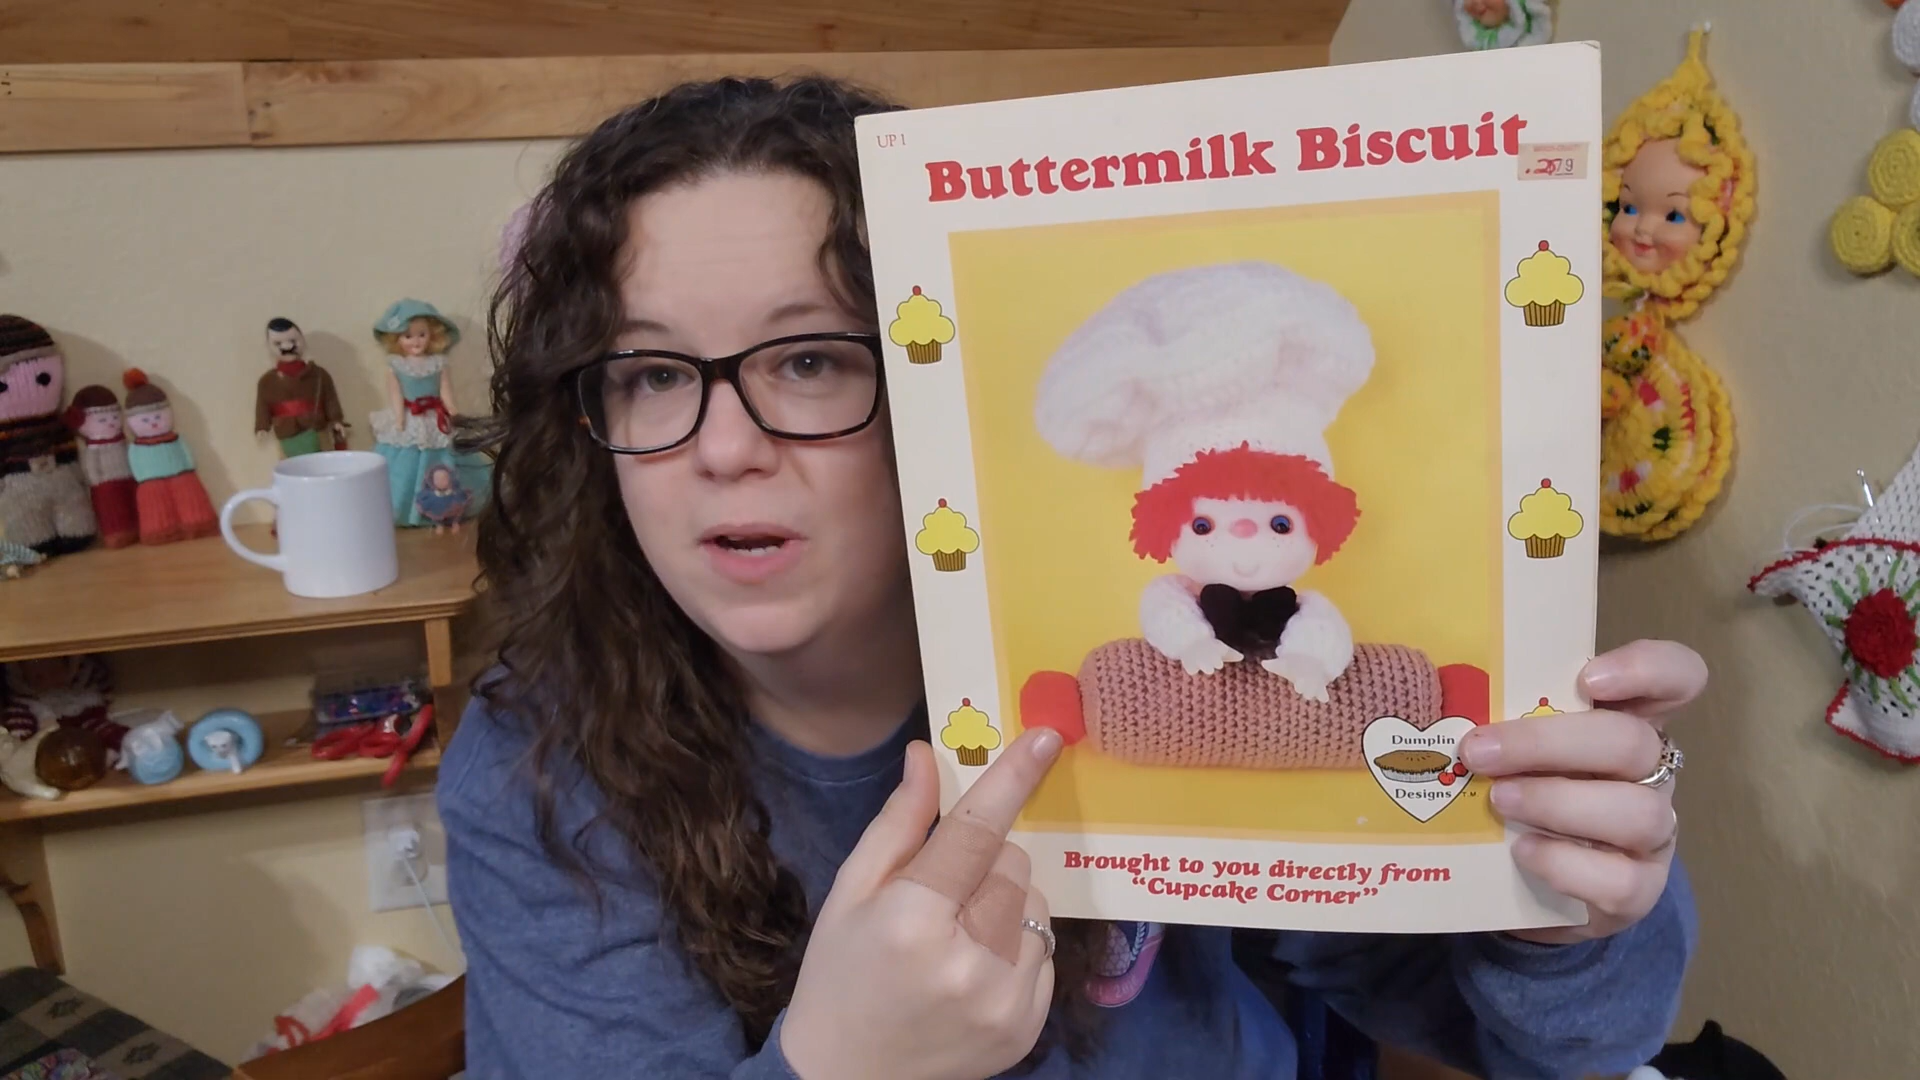 UP 1
Buttermilk Biscuit
Dumplin
Designs T.M.
Brought to you directly from
“Cupcake Corner”